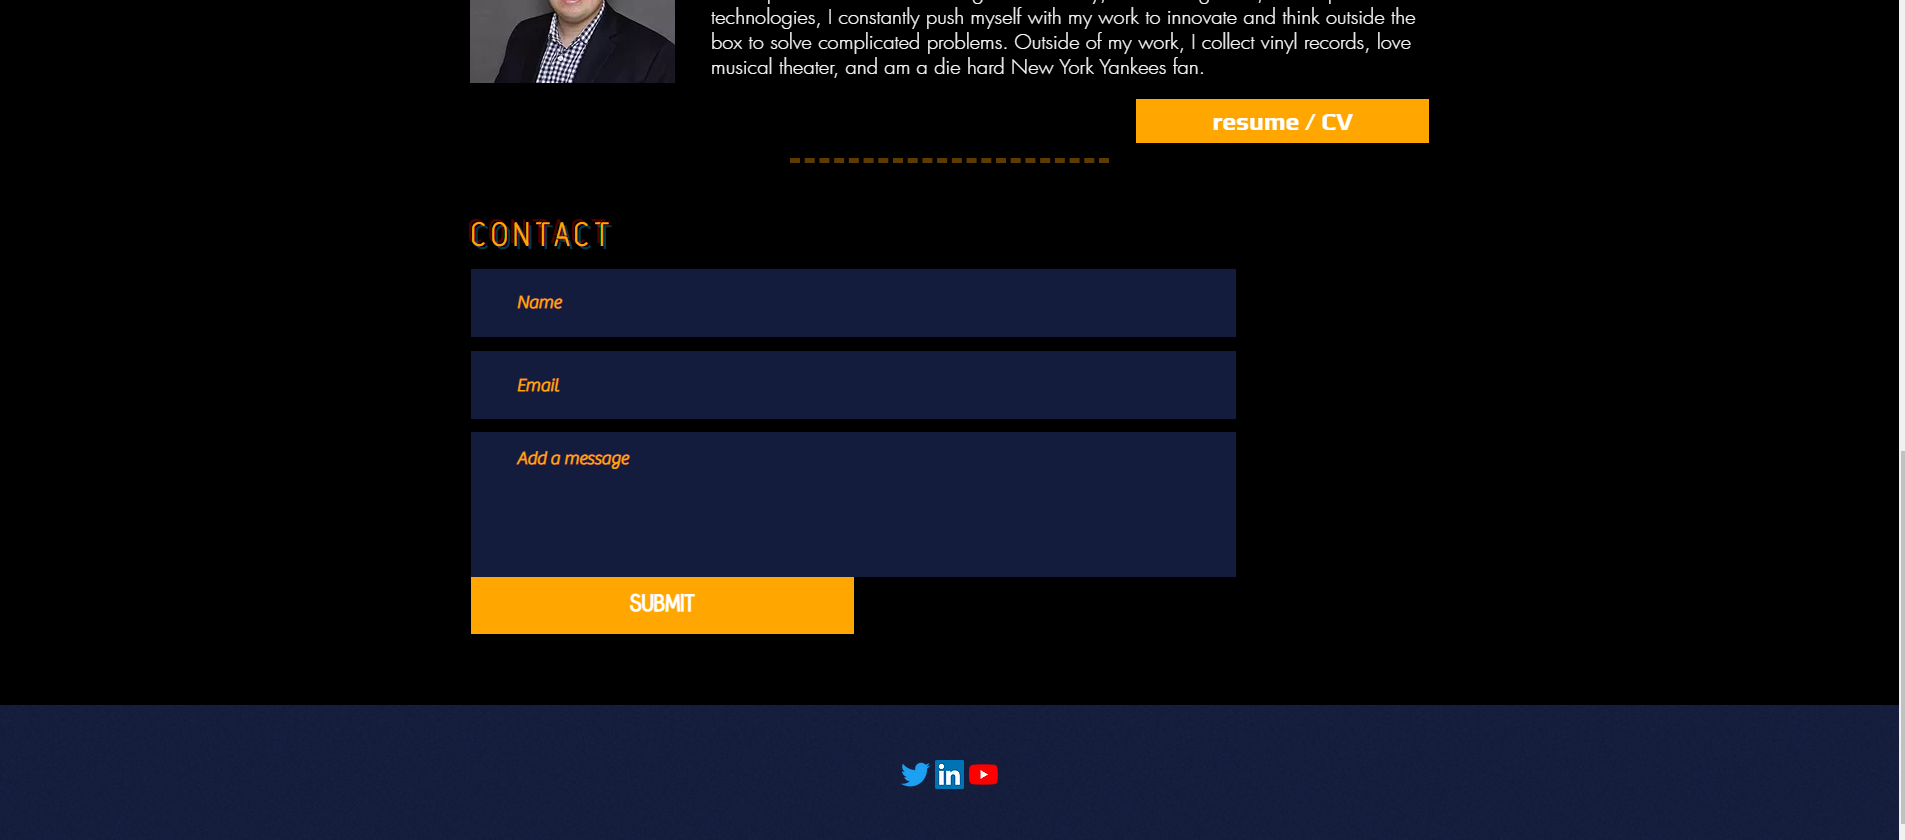 technologies, I constantly push myself with my work to innovate and think outside the
box to solve complicated problems. Outside of my work, I collect vinyl records, love
musical theater, and am a die hard New York Yankees fan.
resume / CV
CONTACT
Name
Email
Add a message
SUBMIT
in